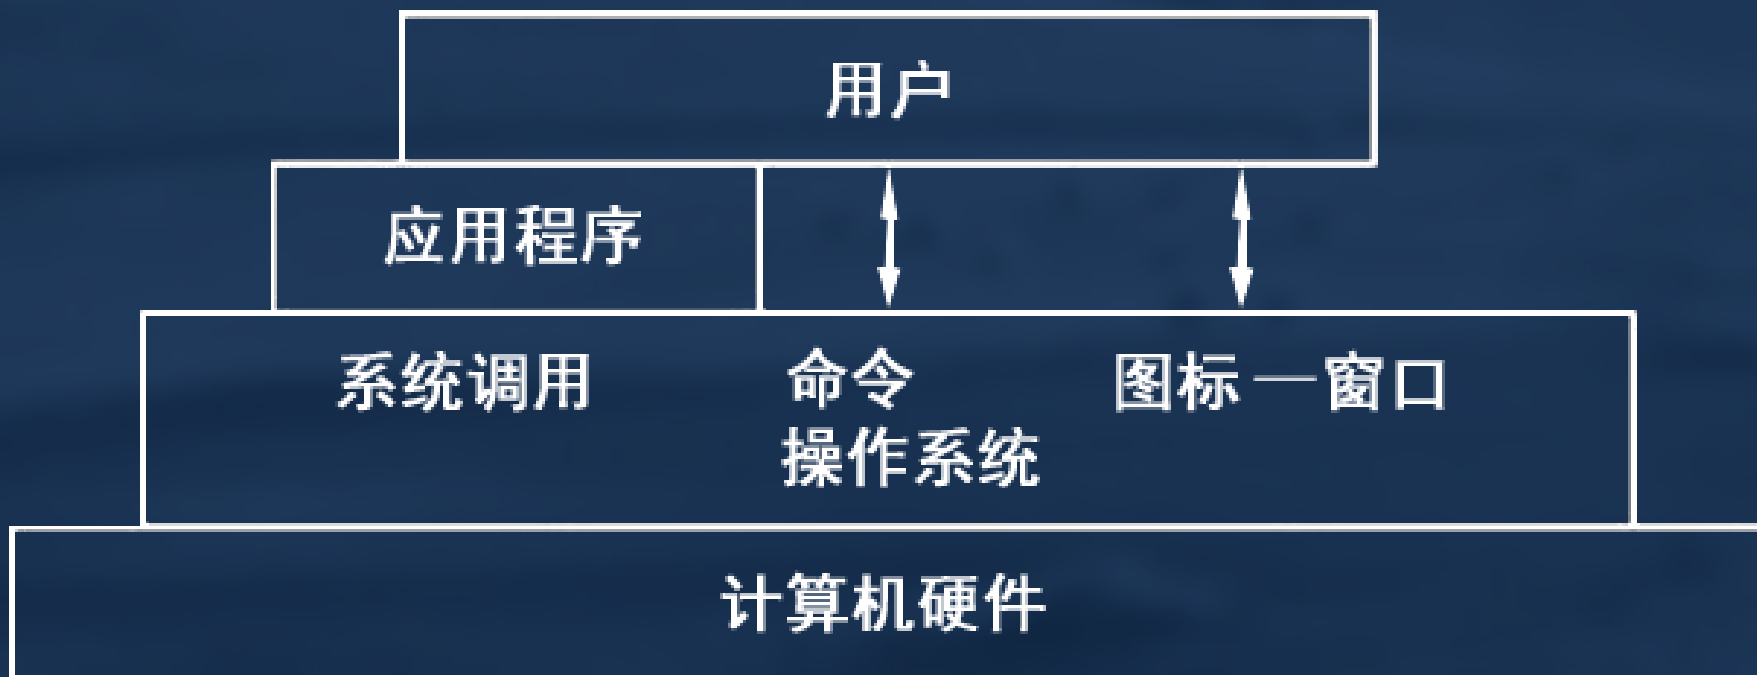 用户
应用程序
系统调用 命令 图标—窗口
操作系统
计算机硬件